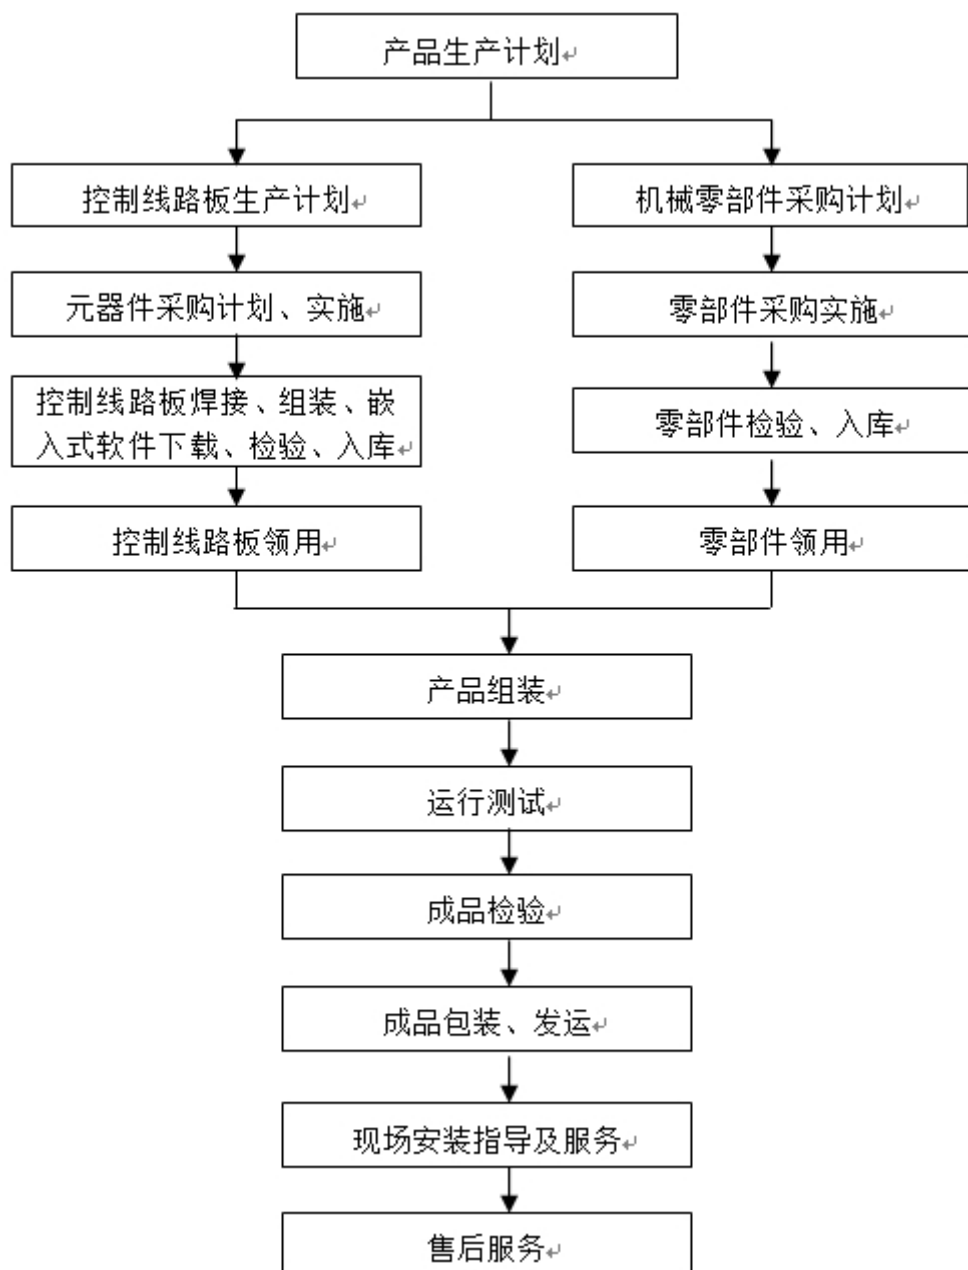 产品生产计划
控制线路板生产计划
机械零部件采购计划
元器件采购计划、实施
零部件采购实施
控制线路板焊接、组装、嵌
入式软件下载、检验、入库
零部件检验、入库
控制线路板领用
零部件领用
产品组装
运行测试
成品检验
成品包装、发运
现场安装指导及服务
售后服务